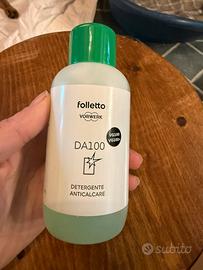 folletto
VORWERK
DA100
DETERGENTE
ANTICALCARE
subito